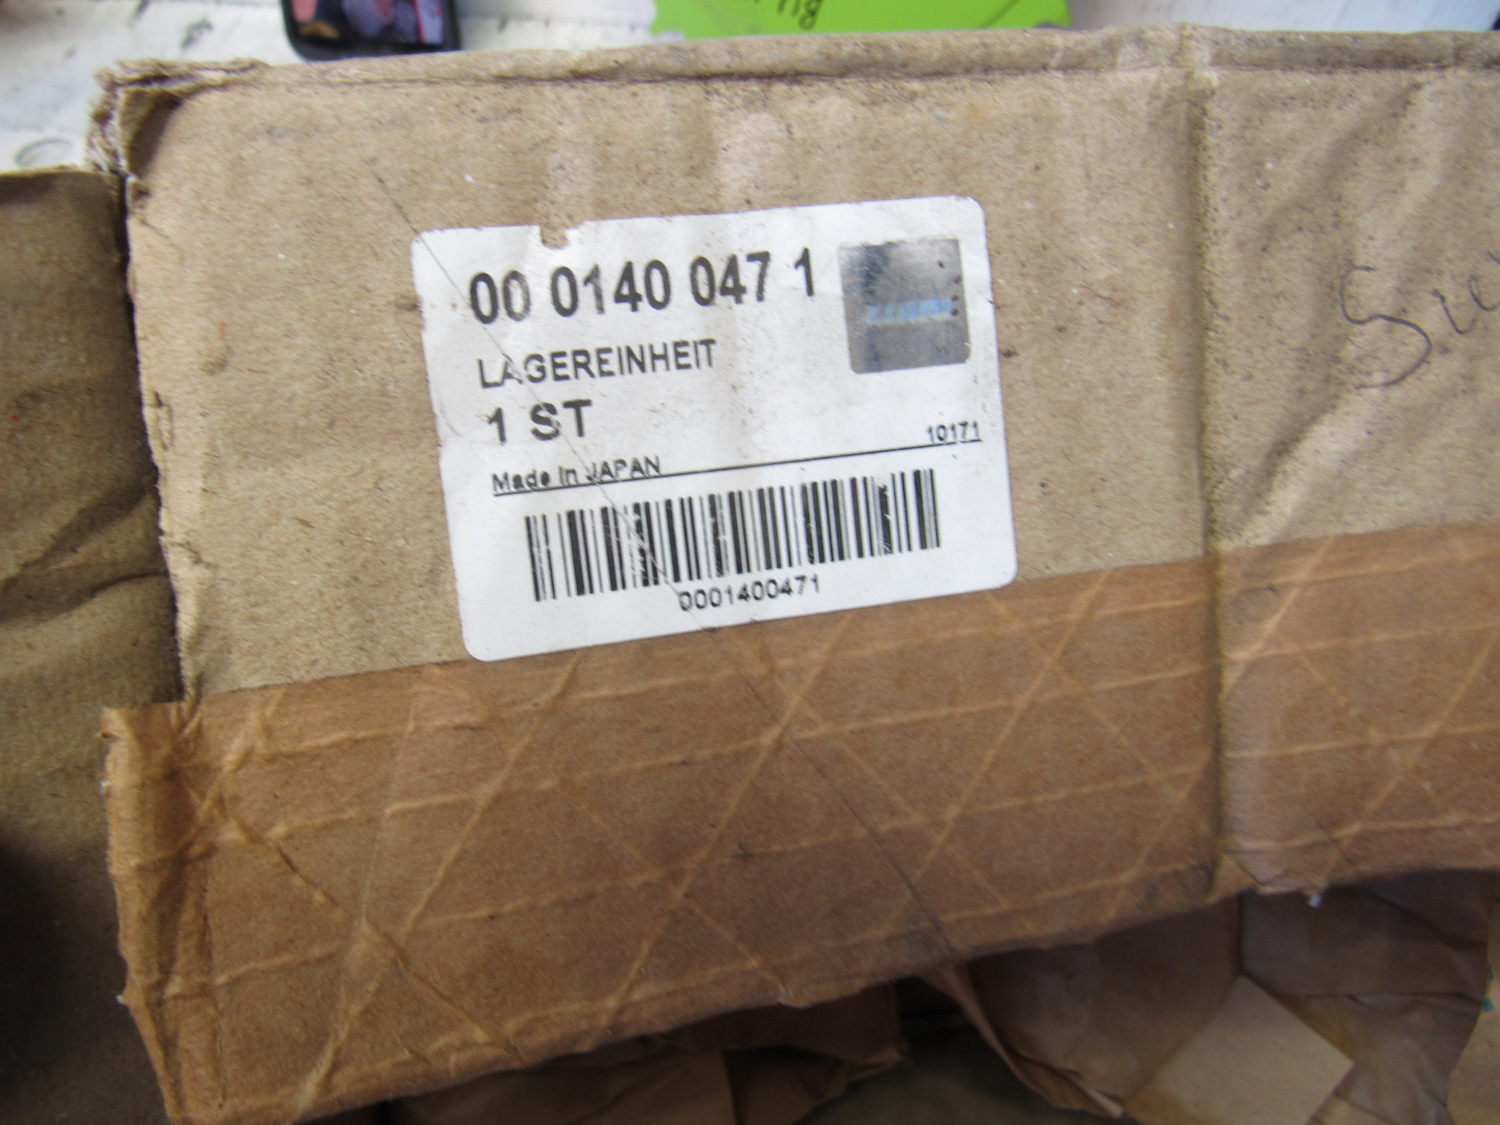 00 0140 047 1
LAGEREINHEIT
1 ST
Made in JAPAN 10171
0001400471